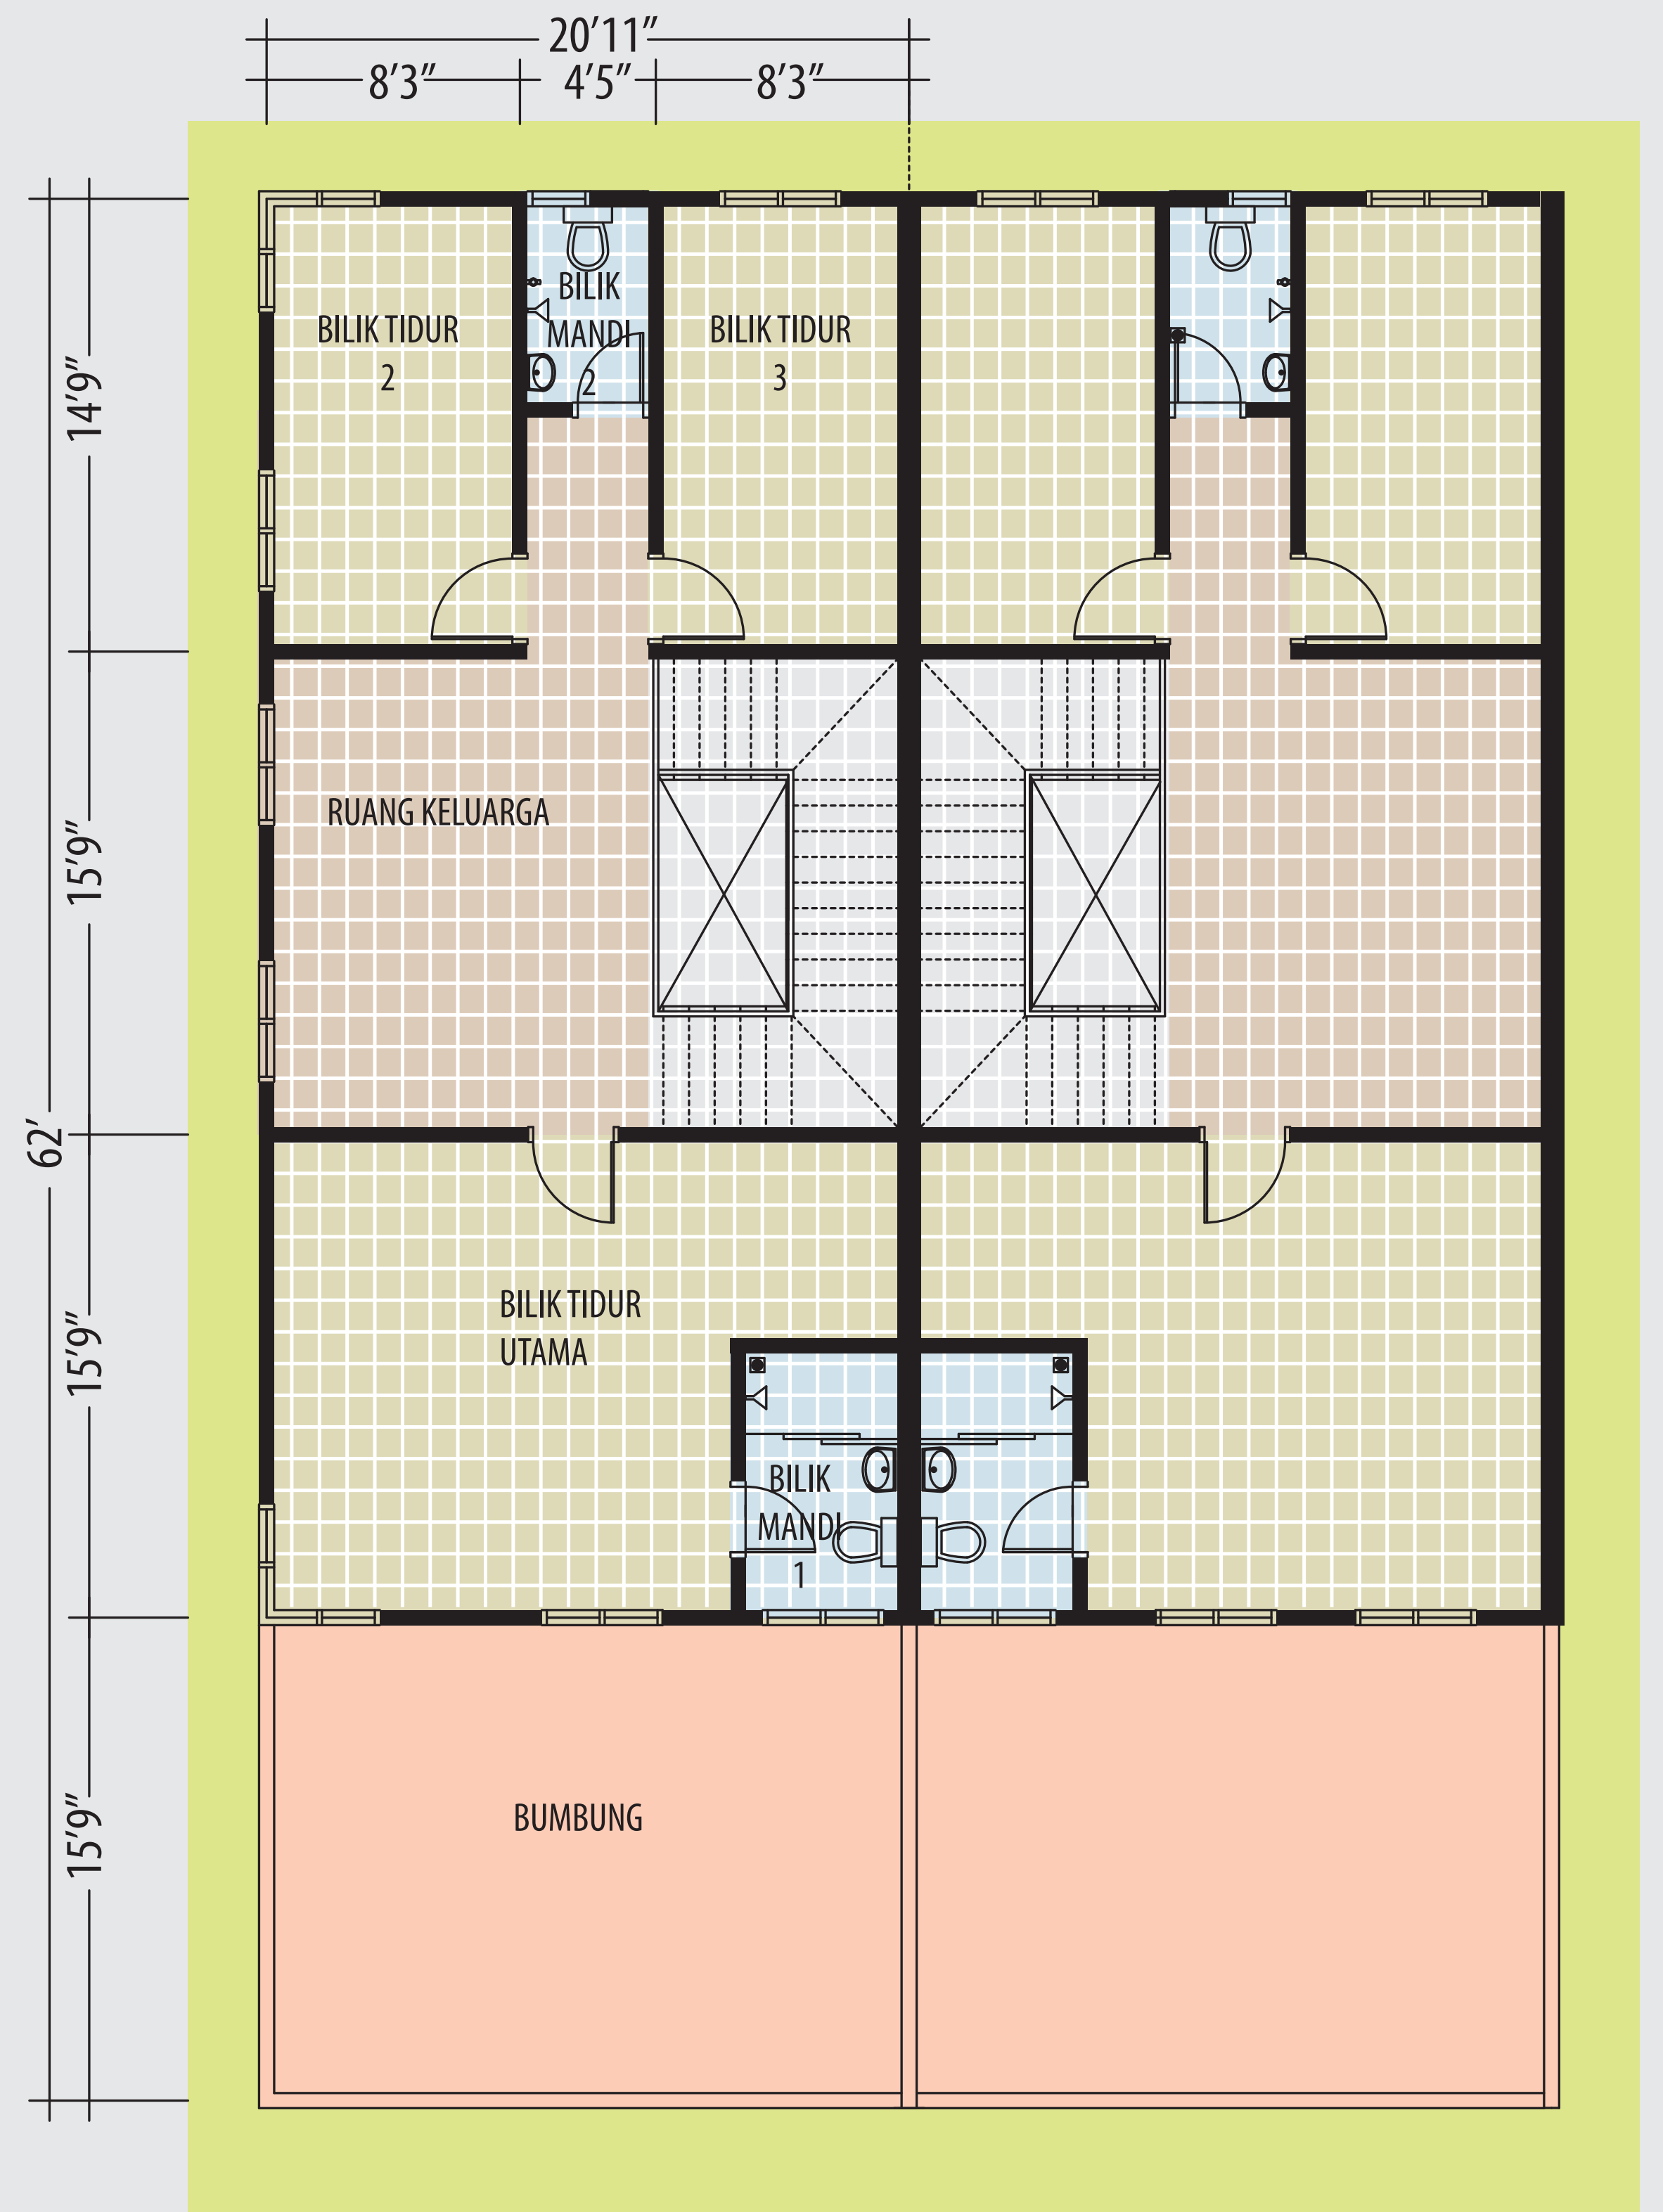 20'11"
8'3" 4'5" 8'3"
14'9"
15'9"
62'
15'9"
15'9"
BILIK TIDUR
2
BILIK
MANDI
2
BILIK TIDUR
3
RUANG KELUARGA
BILIK TIDUR
UTAMA
BILIK
MANDI
1
BUMBUNG